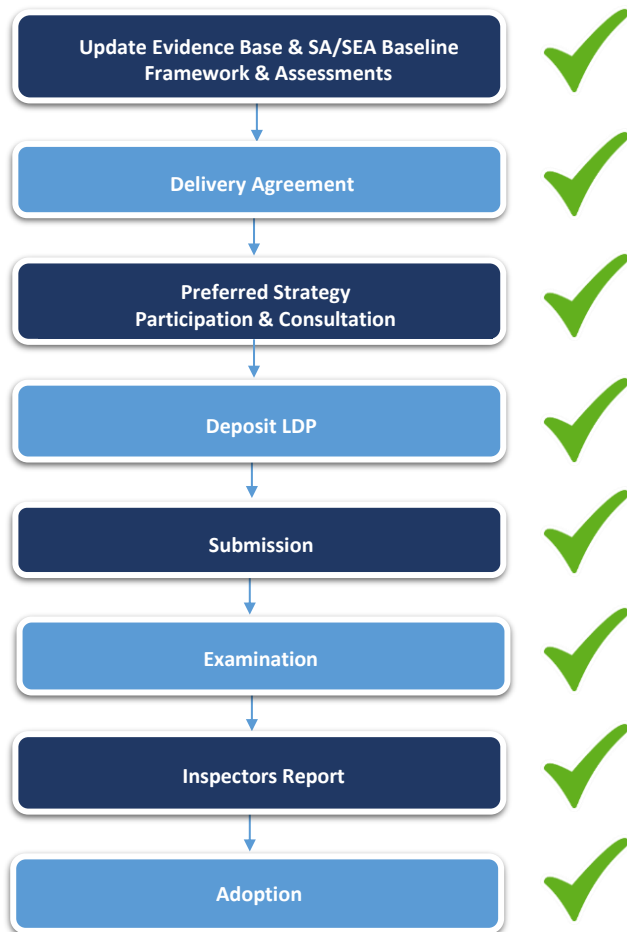 Update Evidence Base & SA/SEA Baseline
Framework & Assessments
Delivery Agreement
Preferred Strategy
Participation & Consultation
Deposit LDP
Submission
Examination
Inspectors Report
Adoption